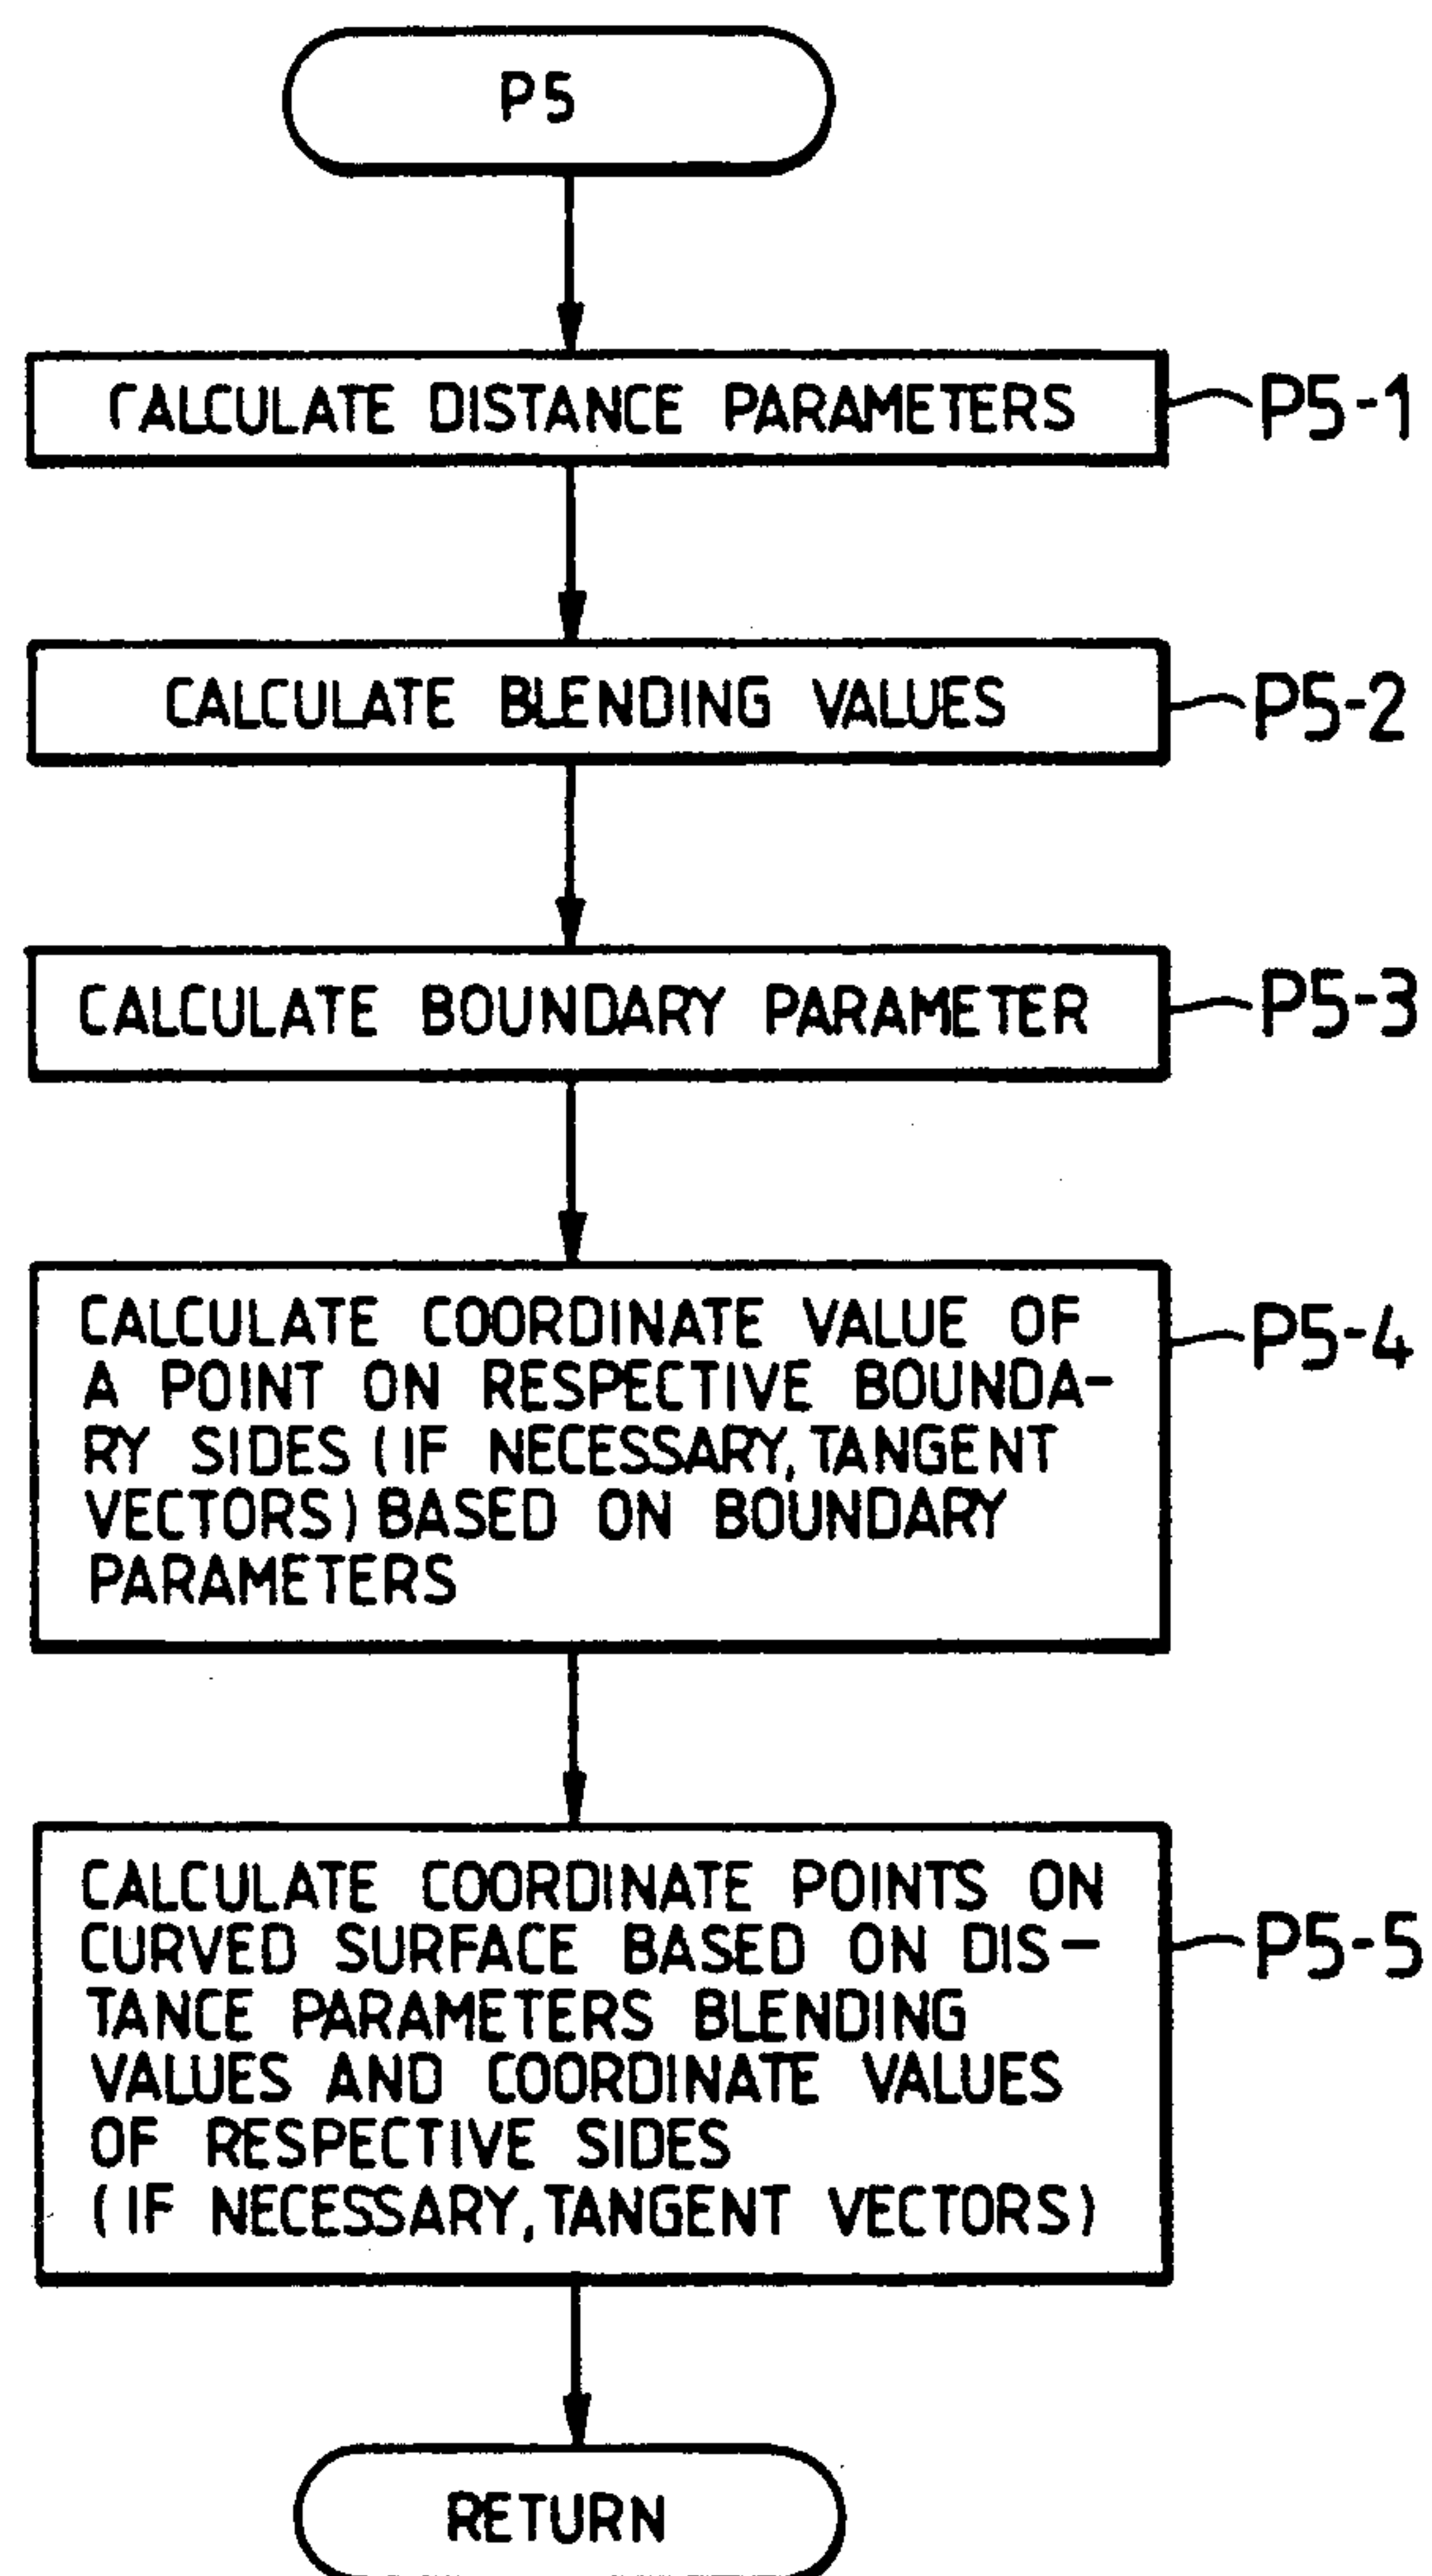 P5
CALCULATE DISTANCE PARAMETERS
P5-1
CALCULATE BLENDING VALUES
P5-2
CALCULATE BOUNDARY PARAMETER
P5-3
CALCULATE COORDINATE VALUE OF
A POINT ON RESPECTIVE BOUNDA-
RY SIDES (IF NECESSARY, TANGENT
VECTORS) BASED ON BOUNDARY
PARAMETERS
P5-4
CALCULATE COORDINATE POINTS ON
CURVED SURFACE BASED ON DIS-
TANCE PARAMETERS BLENDING
VALUES AND COORDINATE VALUES
OF RESPECTIVE SIDES
(IF NECESSARY, TANGENT VECTORS)
P5-5
RETURN